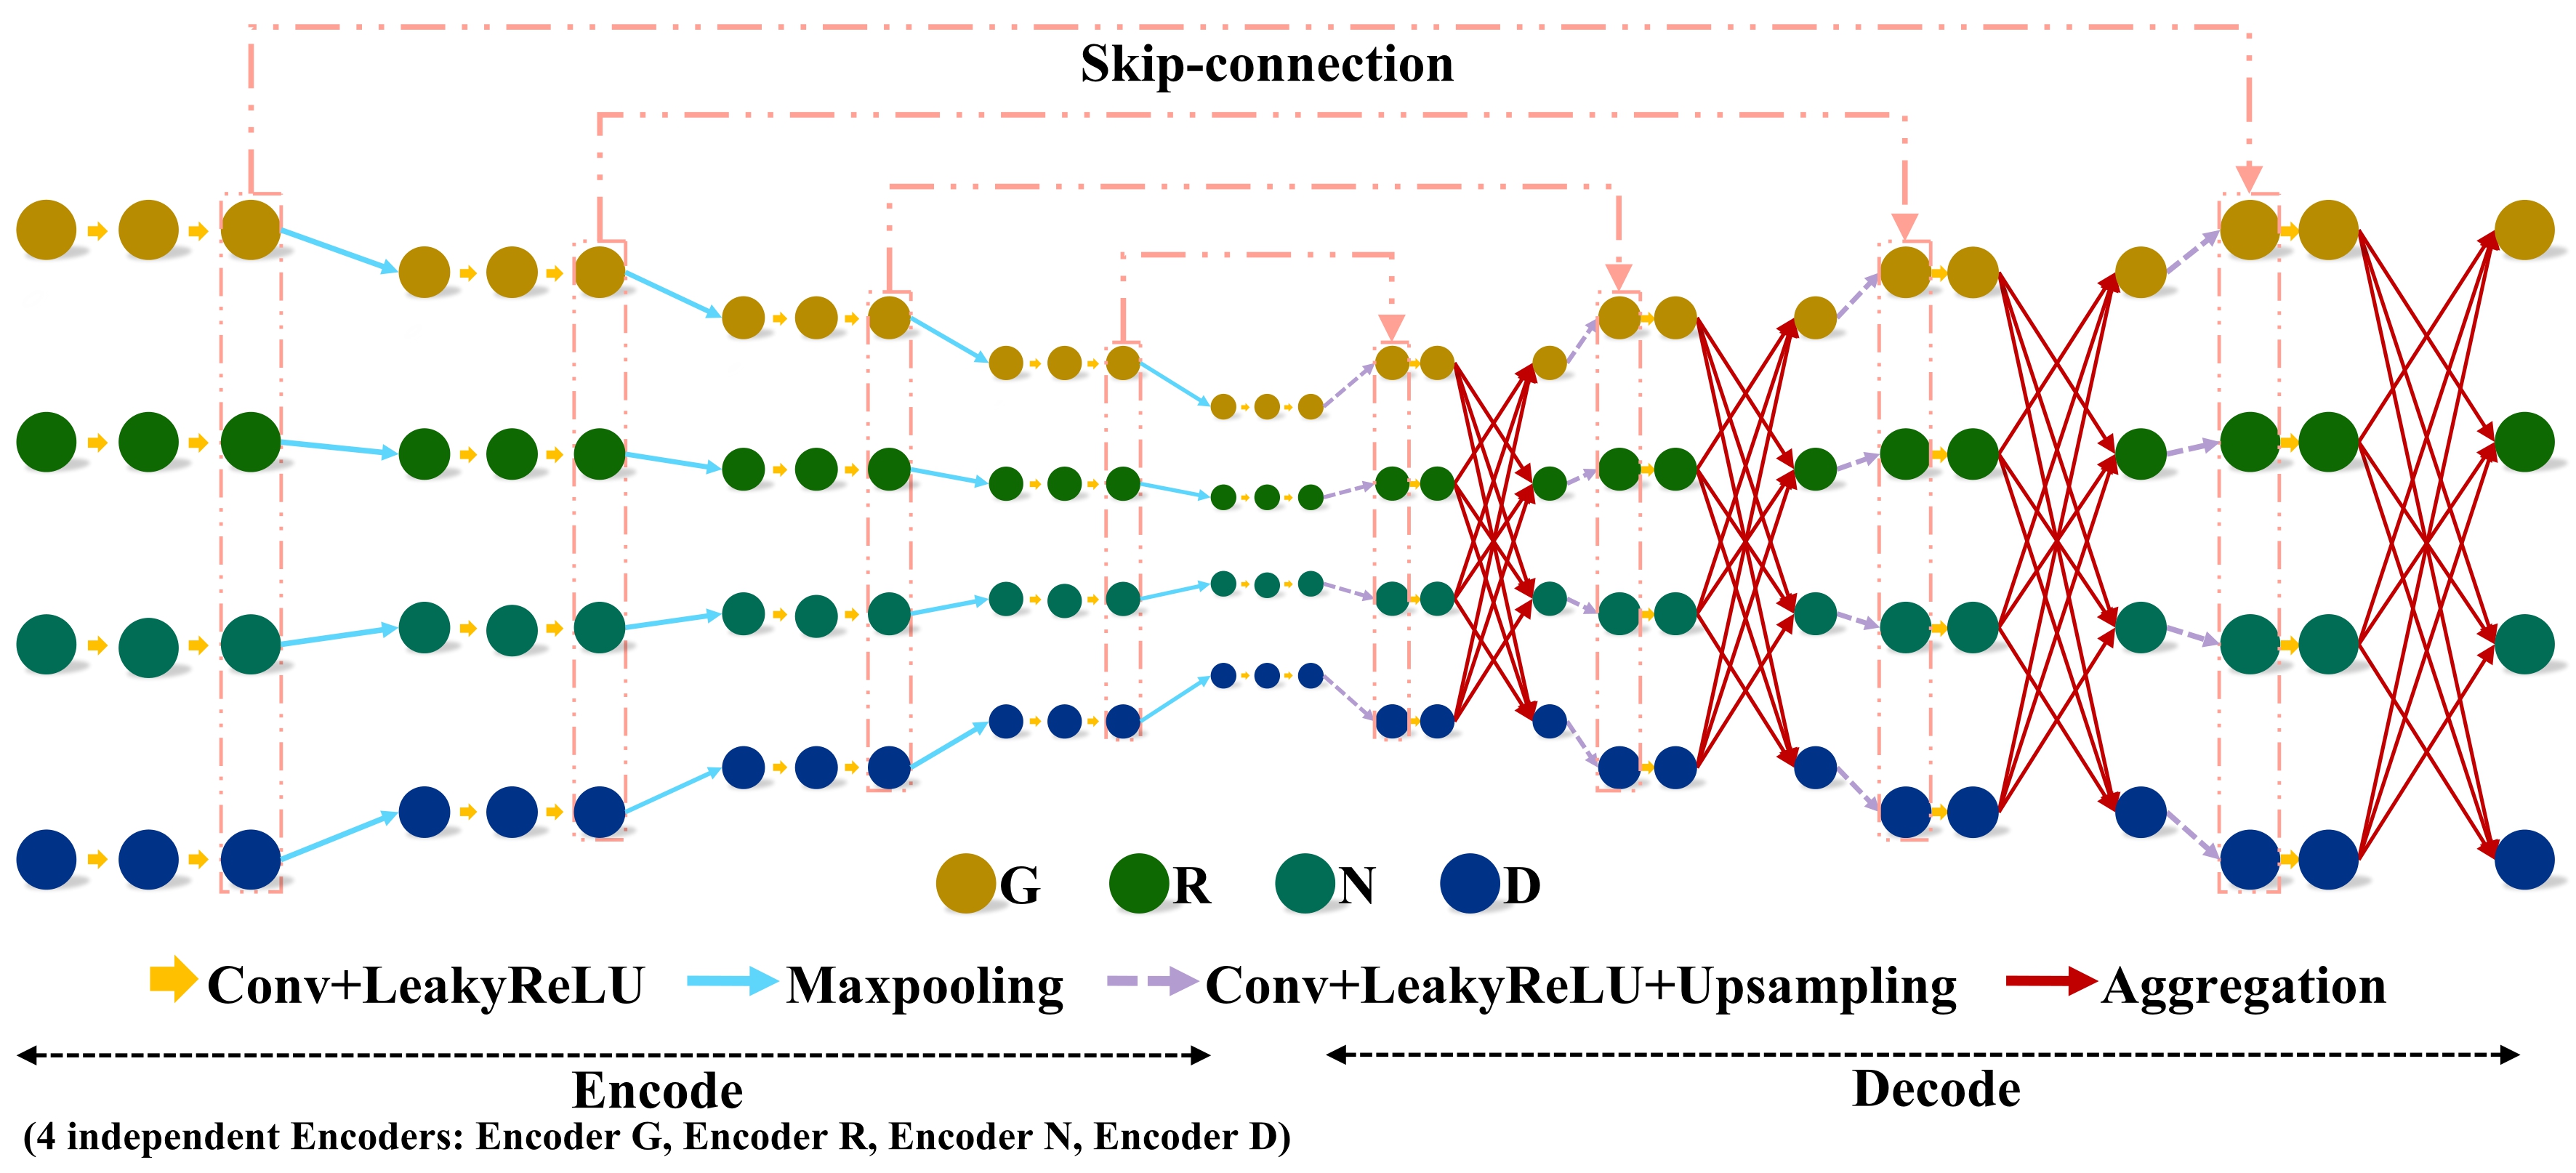 Skip-connection
G R N D
Conv+LeakyReLU Maxpooling Conv+LeakyReLU+Upsampling Aggregation
Encode Decode
(4 independent Encoders: Encoder G, Encoder R, Encoder N, Encoder D)